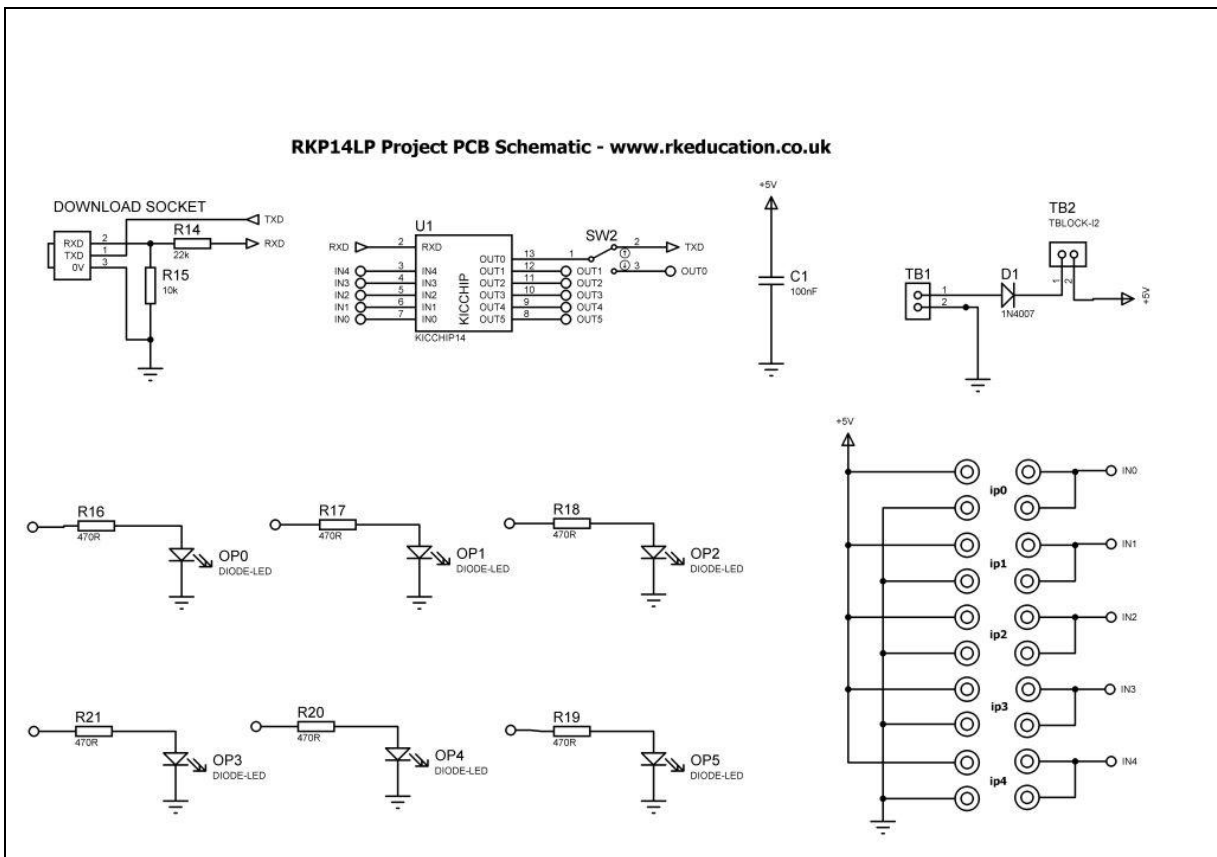 RKP14LP Project PCB Schematic - www.rkeducation.co.uk
DOWNLOAD SOCKET
TXD
RXD
TXD
0V
2
1
3
R14
22k
RXD
R15
10k
U1
RXD
2
RXD
IN4
3
IN4
IN3
4
IN3
IN2
5
IN2
IN1
6
IN1
IN0
7
IN0
KICCHIP
KICCHIP14
OUT0
13
OUT1
12
OUT1
OUT2
11
OUT2
OUT3
10
OUT3
OUT4
9
OUT4
OUT5
8
OUT5
SW2
1
2
TXD
3
OUT0
+5V
C1
100nF
TB1
1
2
D1
1N4007
TB2
TBLOCK-I2
1
2
+5V
R16
470R
OP0
DIODE-LED
R17
470R
OP1
DIODE-LED
R18
470R
OP2
DIODE-LED
R21
470R
OP3
DIODE-LED
R20
470R
OP4
DIODE-LED
R19
470R
OP5
DIODE-LED
+5V
ip0
IN0
ip1
IN1
ip2
IN2
ip3
IN3
ip4
IN4